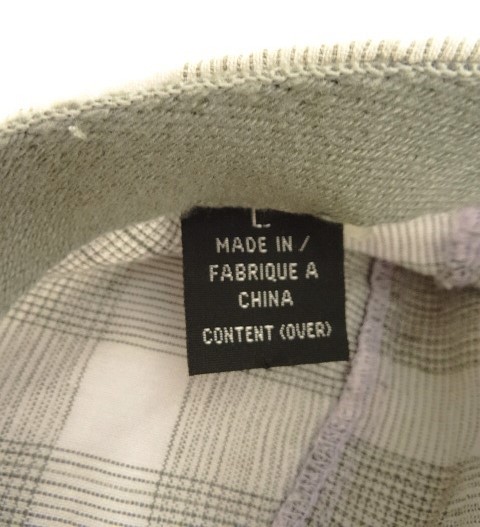 L
MADE IN /
FABRIQUE A
CHINA
CONTENT (OVER)